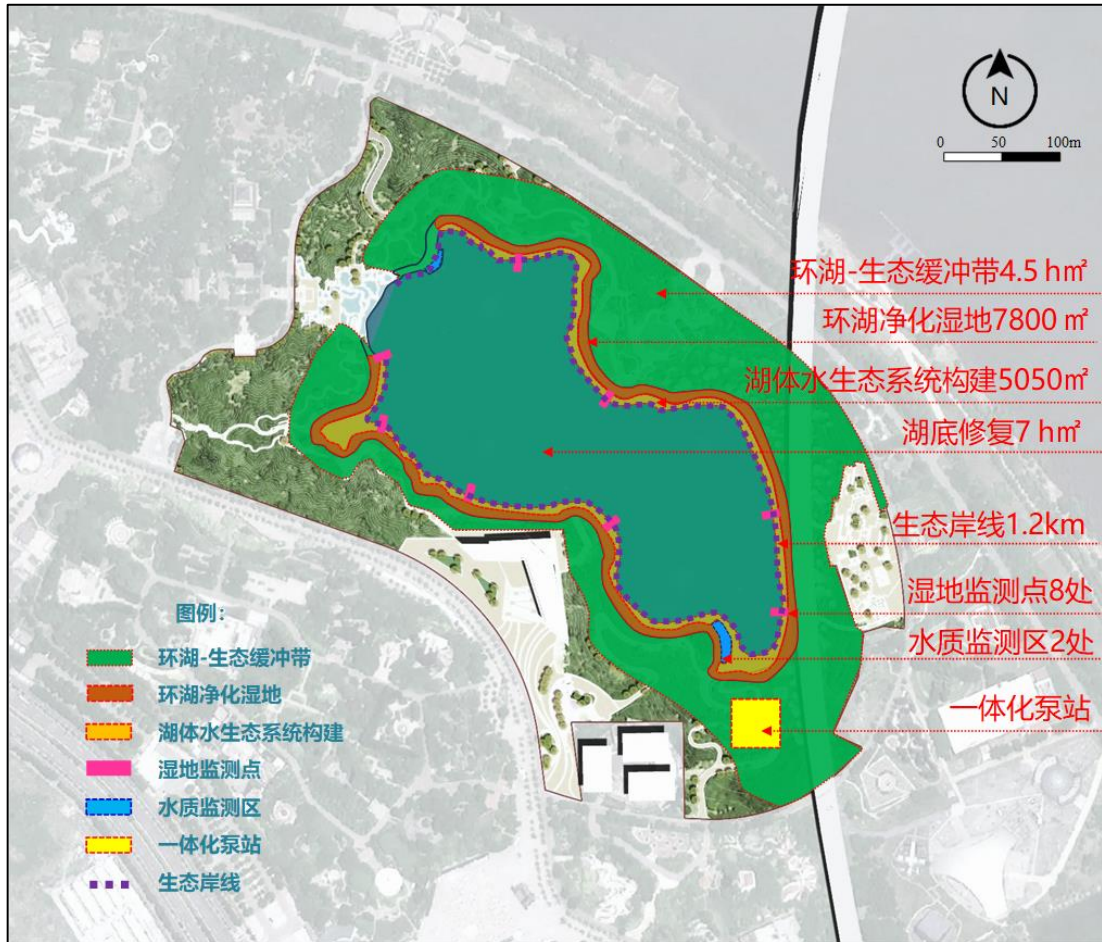 N
0 50 100m
环湖-生态缓冲带4.5 h㎡
环湖净化湿地7800 ㎡
湖体水生态系统构建5050㎡
湖底修复7 h㎡
生态岸线1.2km
湿地监测点8处
水质监测区2处
一体化泵站
图例：
环湖-生态缓冲带
环湖净化湿地
湖体水生态系统构建
湿地监测点
水质监测区
一体化泵站
生态岸线